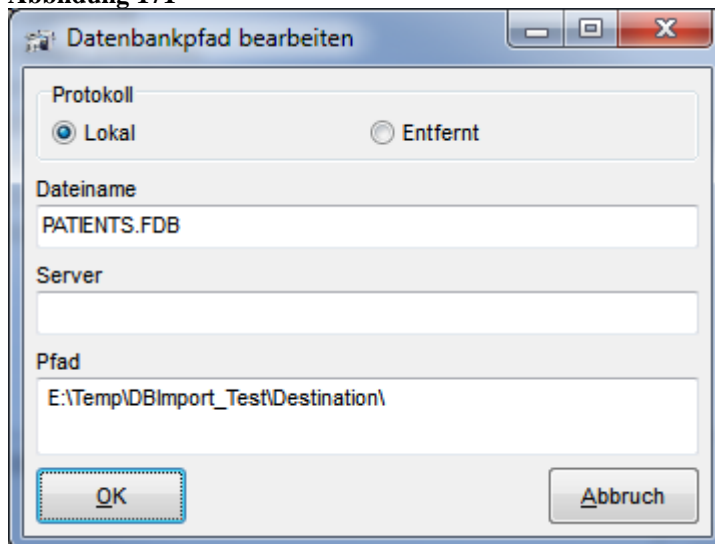 Abbildung 171
Datenbankpfad bearbeiten
Protokoll
Lokal
Entfernt
Dateiname
PATIENTS.FDB
Server
Pfad
E:\Temp\DBImport_Test\Destination\
OK
Abbruch